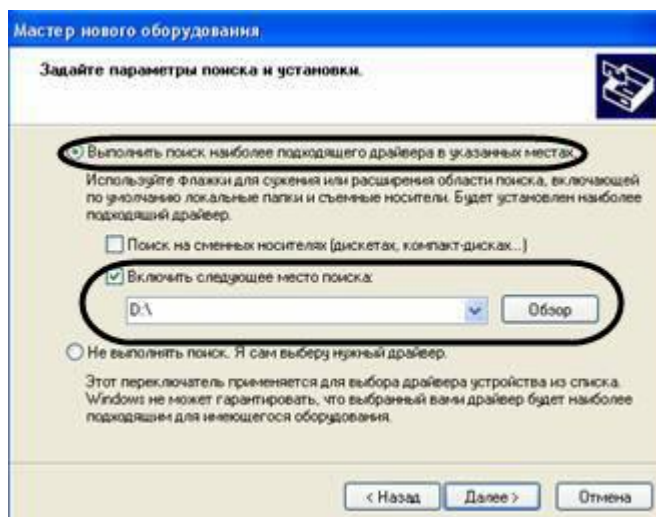 Мастер нового оборудования
Задайте параметры поиска и установки.
Выполнить поиск наиболее подходящего драйвера в указанных местах.
Используйте флажки для сужения или расширения области поиска, включающей
по умолчанию локальные папки и съемные носители. Будет установлен наиболее
подходящий драйвер.
Поиск на сменных носителях (дискетах, компакт-дисках...)
Включить следующее место поиска:
D:\
Обзор
Не выполнять поиск. Я сам выберу нужный драйвер.
Этот переключатель применяется для выбора драйвера устройства из списка.
Windows не может гарантировать, что выбранный вами драйвер будет наиболее
подходящим для имеющегося оборудования.
< Назад
Далее >
Отмена